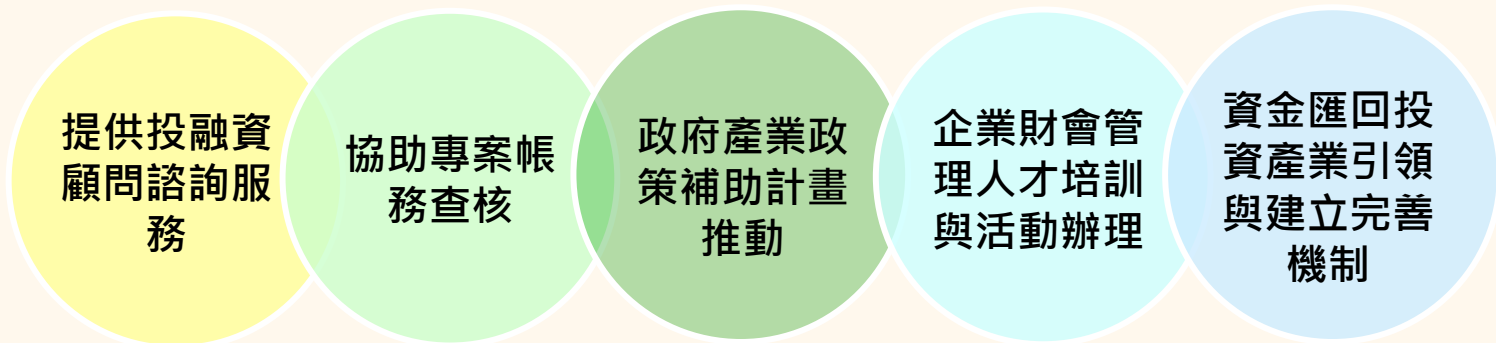 提供投融資
顧問諮詢服
務
協助專案帳
務查核
政府產業政
策補助計畫
推動
企業財會管
理人才培訓
與活動辦理
資金匯回投
資產業引領
與建立完善
機制